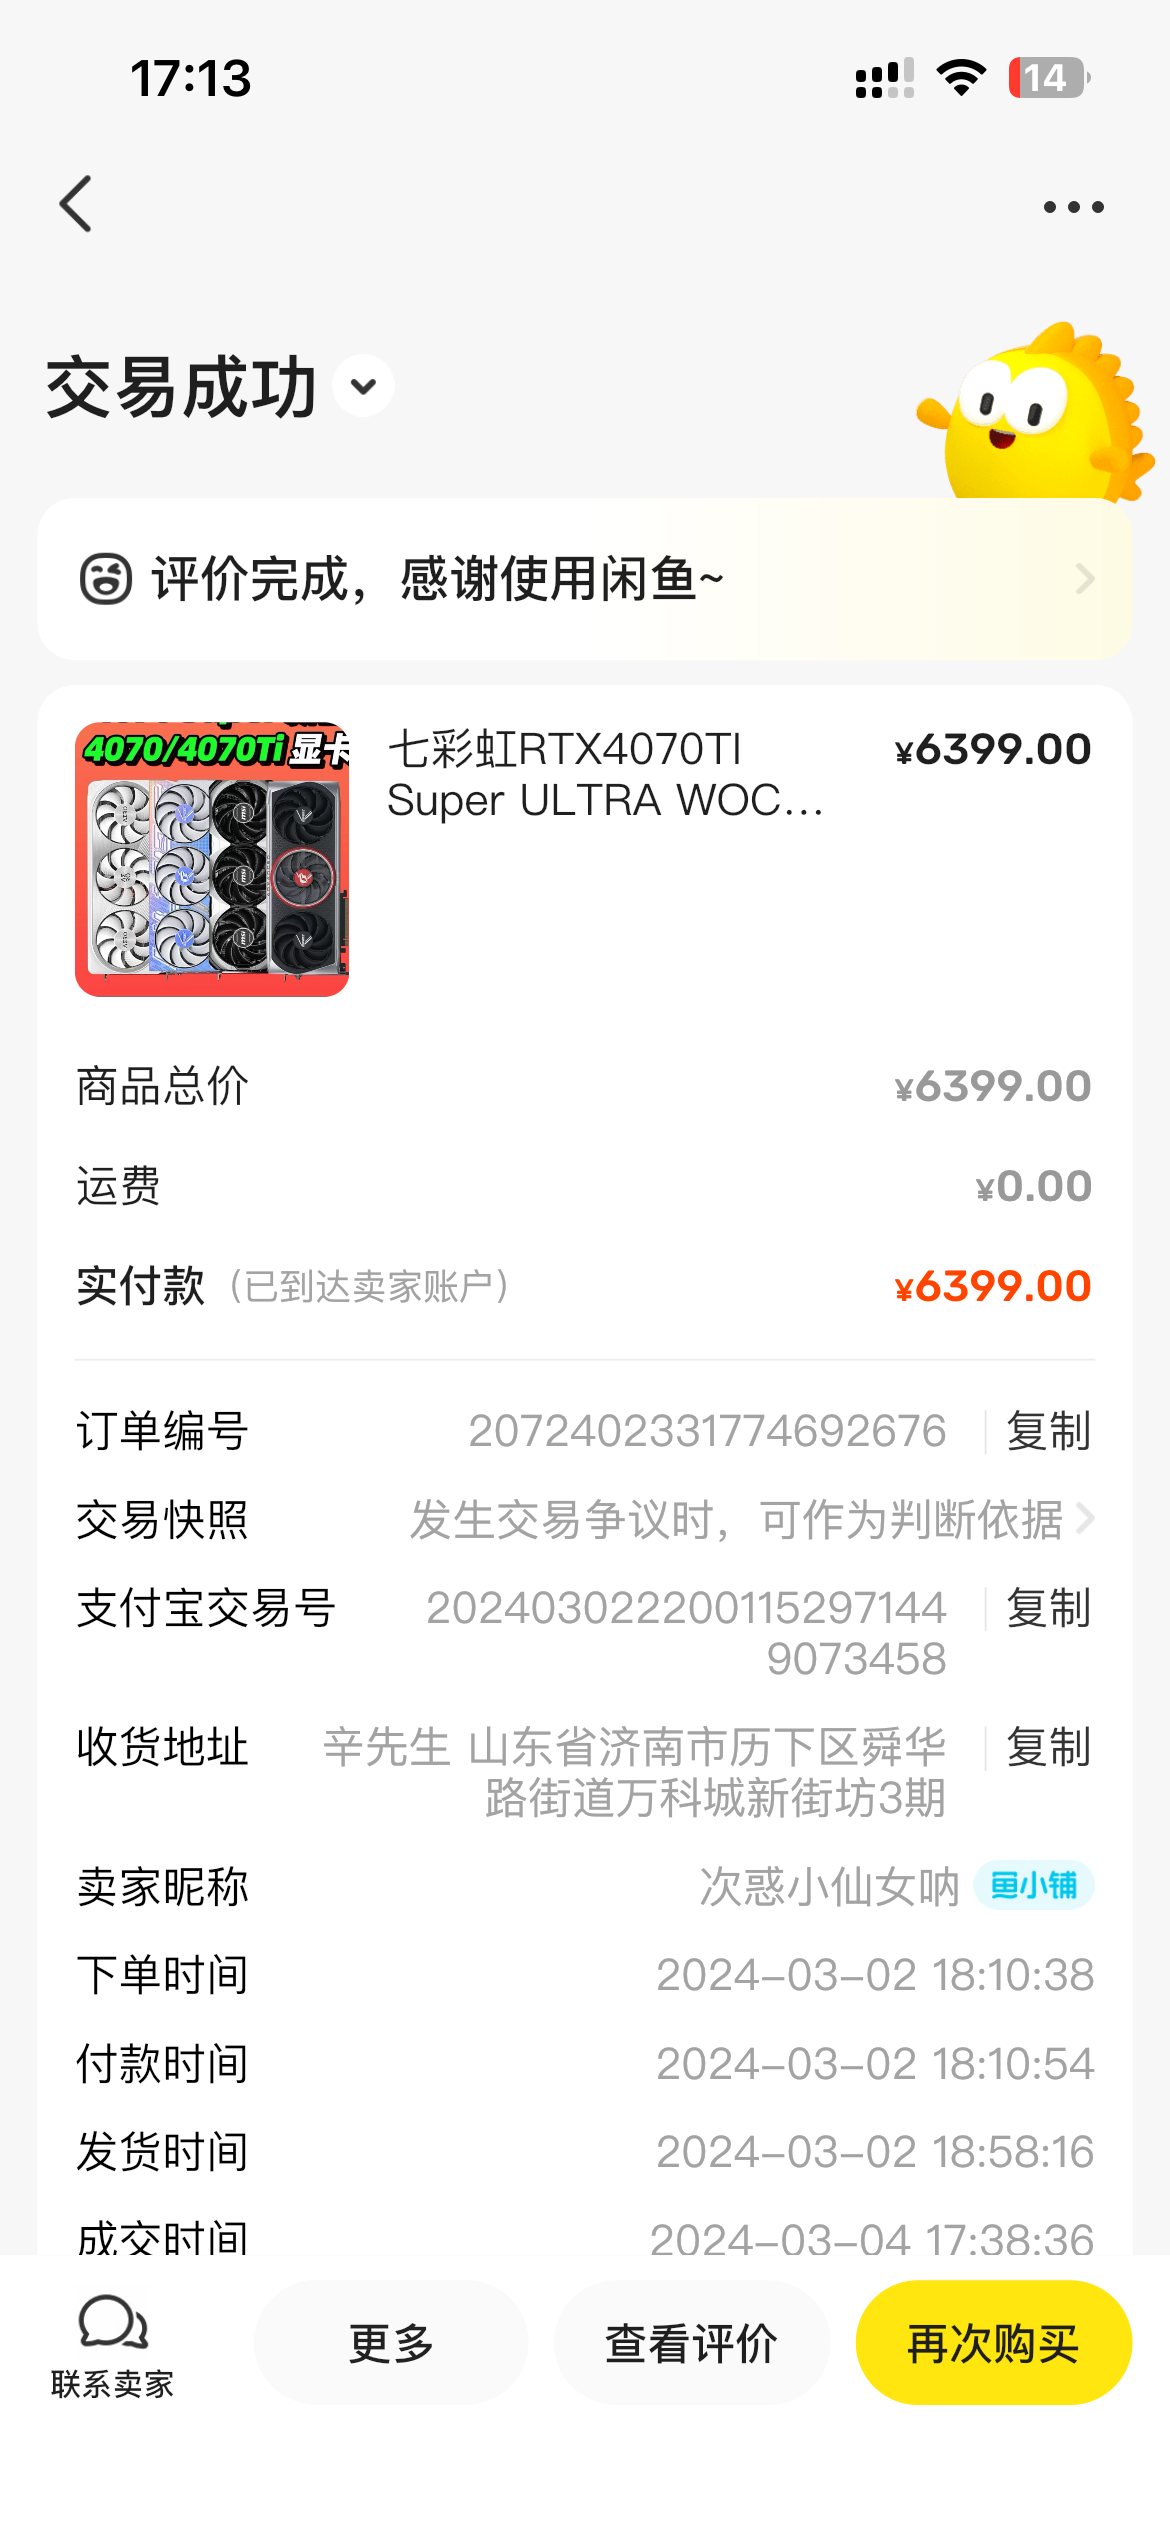 17:13
14
交易成功
评价完成，感谢使用闲鱼~
4070/4070Ti 显卡
七彩虹RTX4070TI
Super ULTRA WOC...
¥6399.00
商品总价 ¥6399.00
运费 ¥0.00
实付款（已到达卖家账户） ¥6399.00
订单编号 2072402331774692676 复制
交易快照 发生交易争议时，可作为判断依据
支付宝交易号 202403022200115297144 复制
9073458
收货地址 辛先生 山东省济南市历下区舜华 复制
路街道万科城新街坊3期
卖家昵称 次惑小仙女呐 鱼小铺
下单时间 2024-03-02 18:10:38
付款时间 2024-03-02 18:10:54
发货时间 2024-03-02 18:58:16
成交时间 2024-03-04 17:38:36
联系卖家 更多 查看评价 再次购买